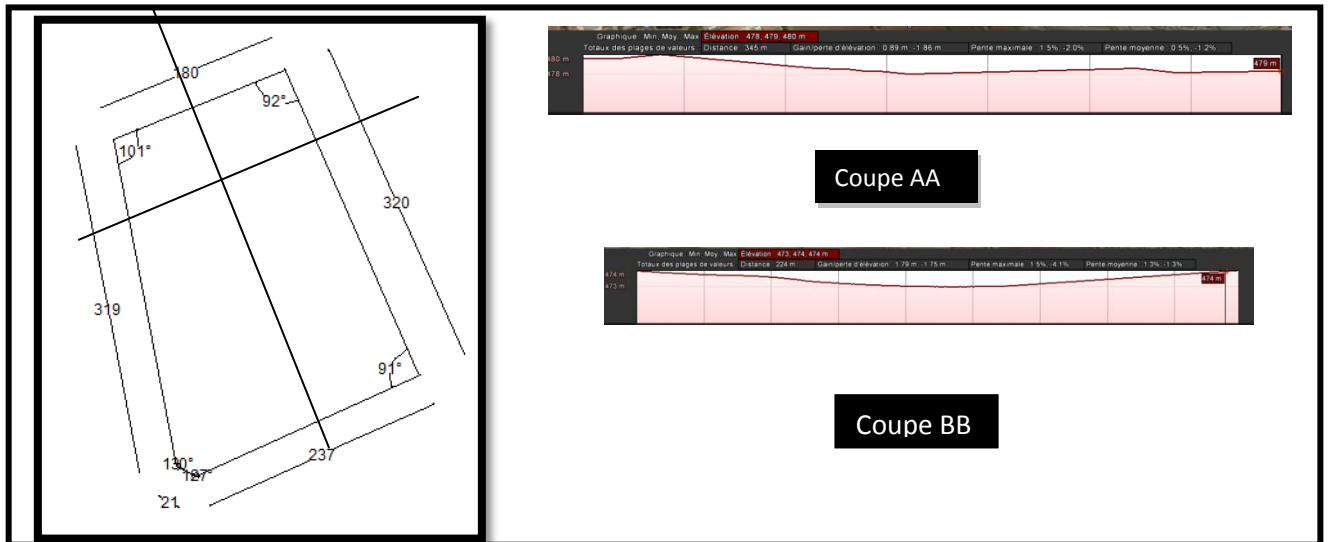 180
92°
101°
320
319
91°
130°
127°
237
21
Graphique : Min, Moy , Max Élévation : 478, 479, 480 m
Totaux des plages de valeurs : Distance : 345 m Gain/perte d'élévation : 0.89 m, -1.86 m Pente maximale : 1.5%, -2.0% Pente moyenne : 0.5%, -1.2%
480 m
478 m
479 m
Coupe AA
Graphique : Min, Moy , Max Élévation : 473, 474, 474 m
Totaux des plages de valeurs : Distance : 224 m Gain/perte d'élévation : 1.79 m, -1.75 m Pente maximale : 1.5%, -4.1% Pente moyenne : 1.3%, -1.3%
474 m
473 m
474 m
Coupe BB